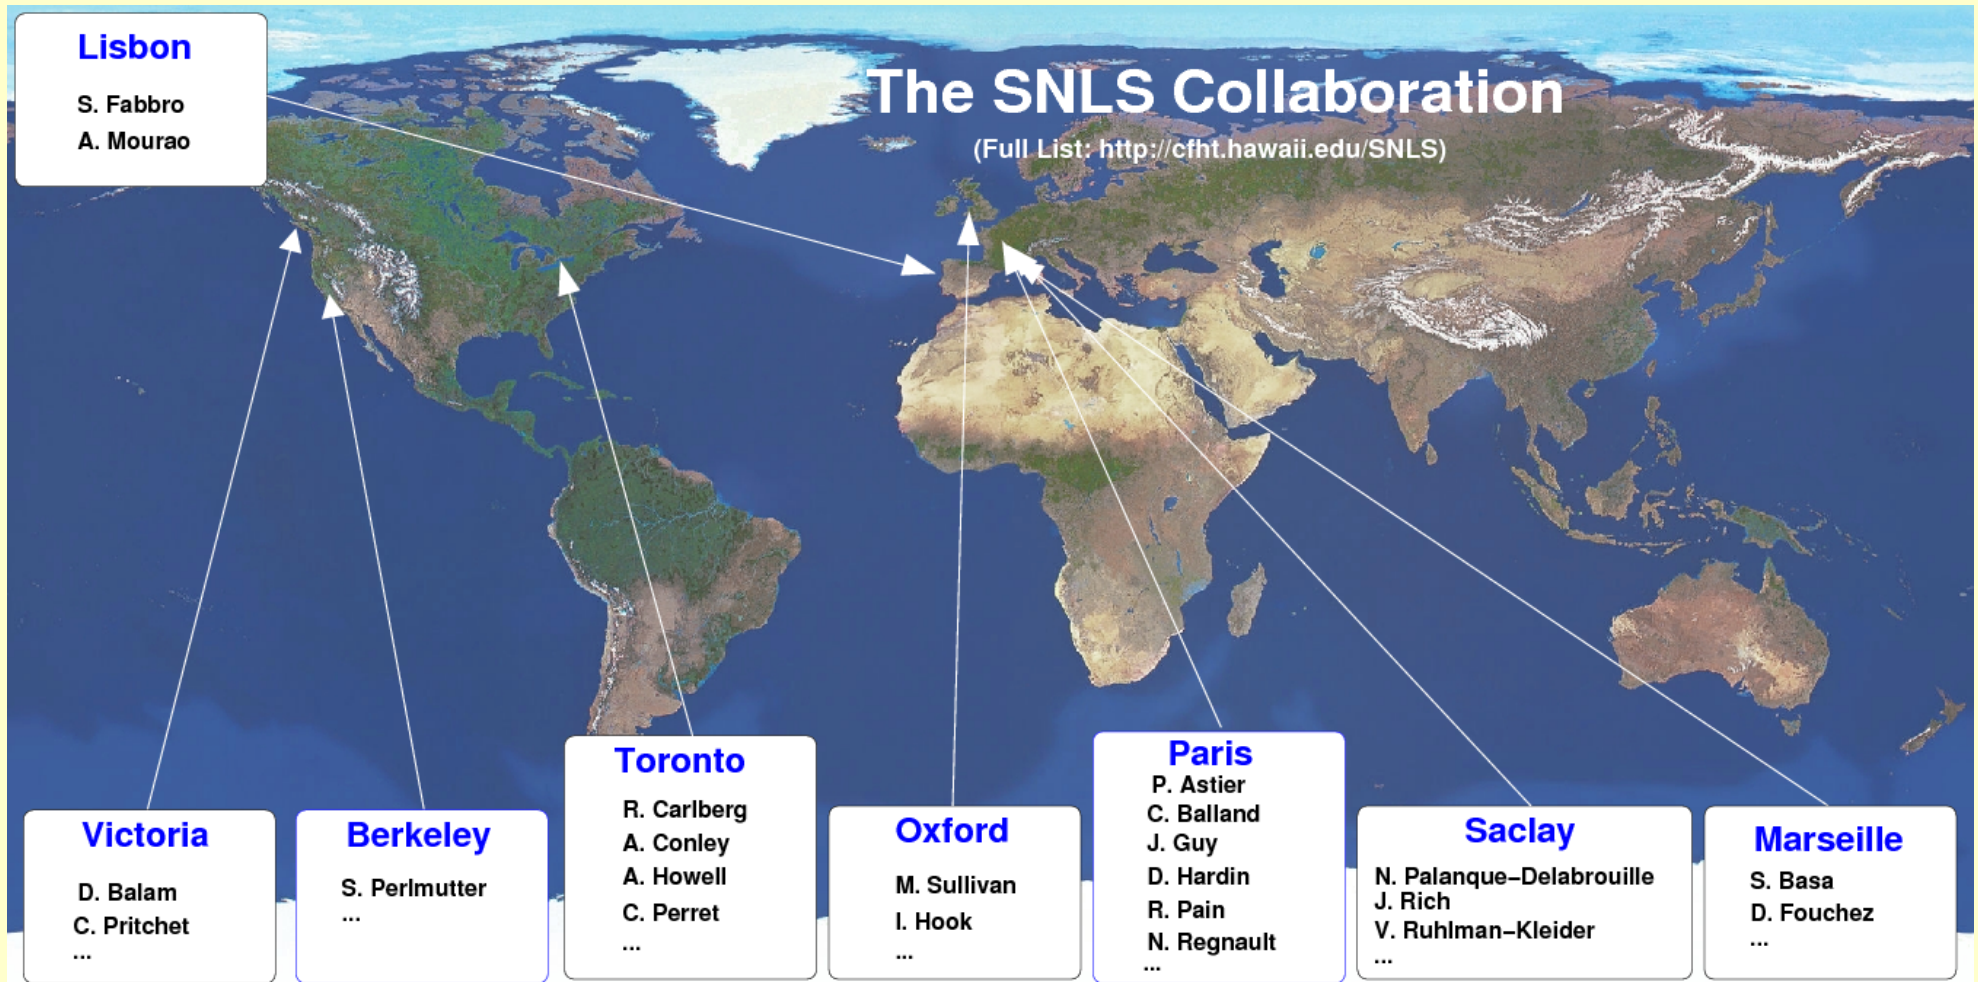 Lisbon
S. Fabbro
A. Mourao
The SNLS Collaboration
(Full List: http://cfht.hawaii.edu/SNLS)
Victoria
D. Balam
C. Pritchet
...
Berkeley
S. Perlmutter
...
Toronto
R. Carlberg
A. Conley
A. Howell
C. Perret
...
Oxford
M. Sullivan
I. Hook
...
Paris
P. Astier
C. Balland
J. Guy
D. Hardin
R. Pain
N. Regnault
...
Saclay
N. Palanque–Delabrouille
J. Rich
V. Ruhlman–Kleider
...
Marseille
S. Basa
D. Fouchez
...